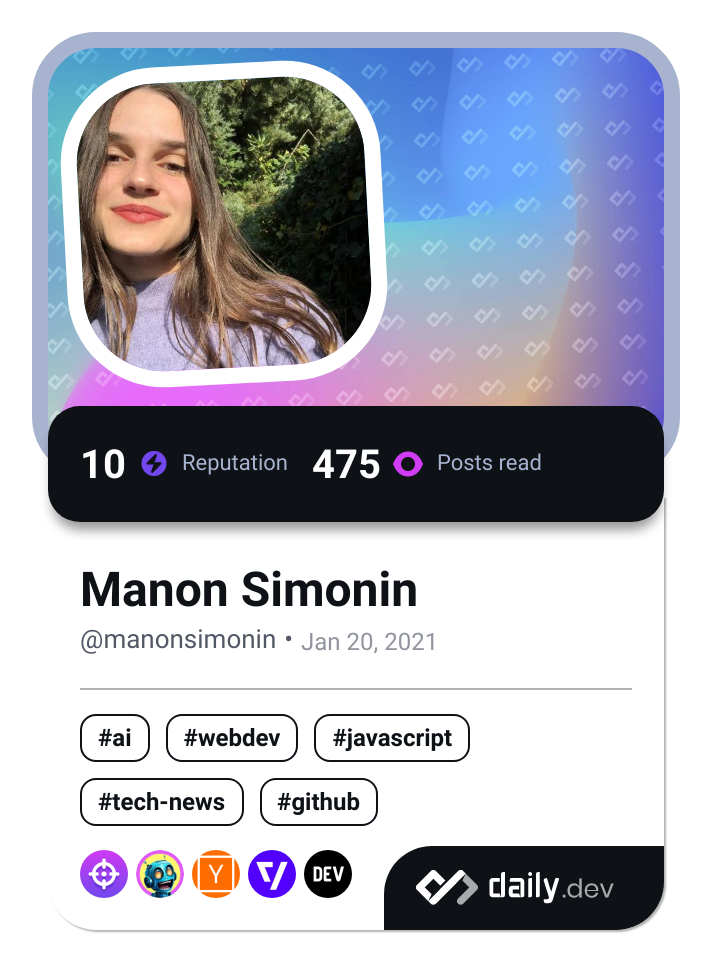 10 Reputation 475 Posts read
Manon Simonin
@manonsimonin • Jan 20, 2021
#ai #webdev #javascript
#tech-news #github
Y DEV
daily.dev